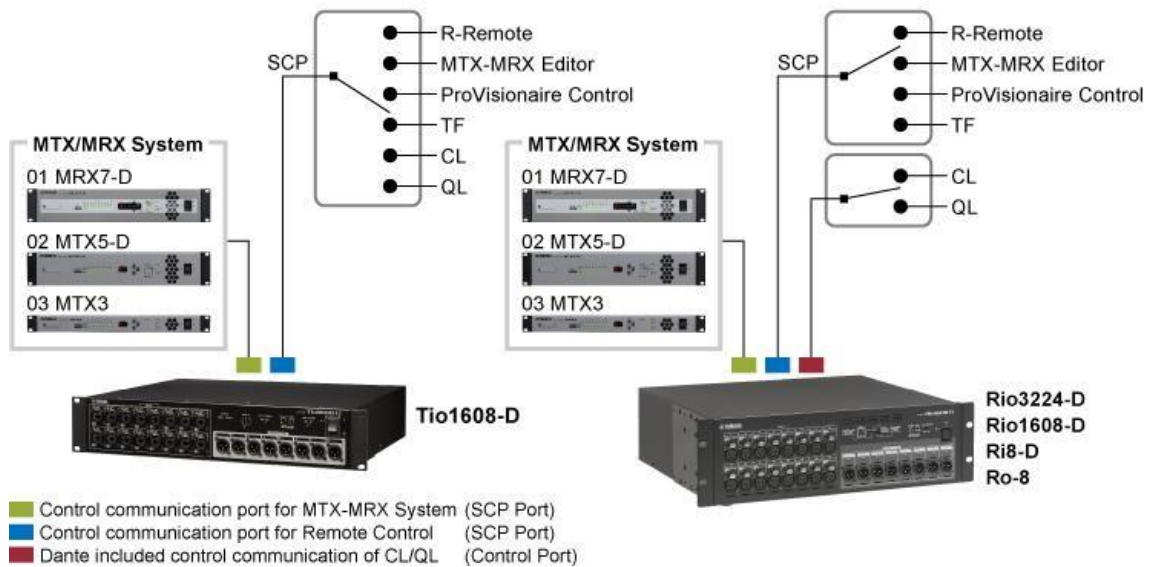 R-Remote
SCP
MTX-MRX Editor
ProVisionaire Control
TF
CL
QL
MTX/MRX System
01 MRX7-D
02 MTX5-D
03 MTX3
Tio1608-D
R-Remote
SCP
MTX-MRX Editor
ProVisionaire Control
TF
CL
QL
MTX/MRX System
01 MRX7-D
02 MTX5-D
03 MTX3
Rio3224-D
Rio1608-D
Ri8-D
Ro-8
Control communication port for MTX-MRX System (SCP Port)
Control communication port for Remote Control (SCP Port)
Dante included control communication of CL/QL (Control Port)